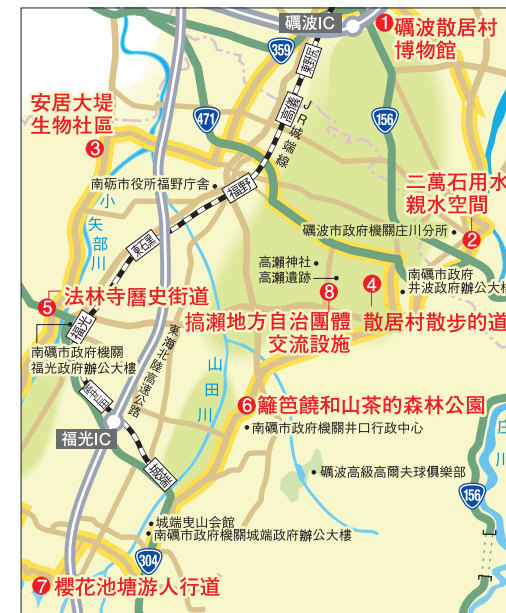 礪波IC
❶礪波散居村
博物館
359
東野尻
高儀
JR城端線
471
156
安居大堤
生物社區
❸
南砺市役所福野庁舎
福野
二萬石用水
親水空間
❷
礪波市政府機關庄川分所
小矢部川
東石黒
高瀨神社
高瀨遺跡
❽
❹
南礪市政府
井波政府辦公大樓
❺
法林寺曆史街道
搞瀬地方自治團體
交流設施
散居村散步的道
福光
南礪市政府機關
福光政府辦公大樓
東海北陸高速公路
山田川
❻籬笆饒和山茶的森林公園
南礪市政府機關井口行政中心
福光IC
城端
礪波高級高爾夫球俱樂部
庄川
156
城端曳山会館
南礪市政府機關城端政府辦公大樓
304
❼櫻花池塘游人行道